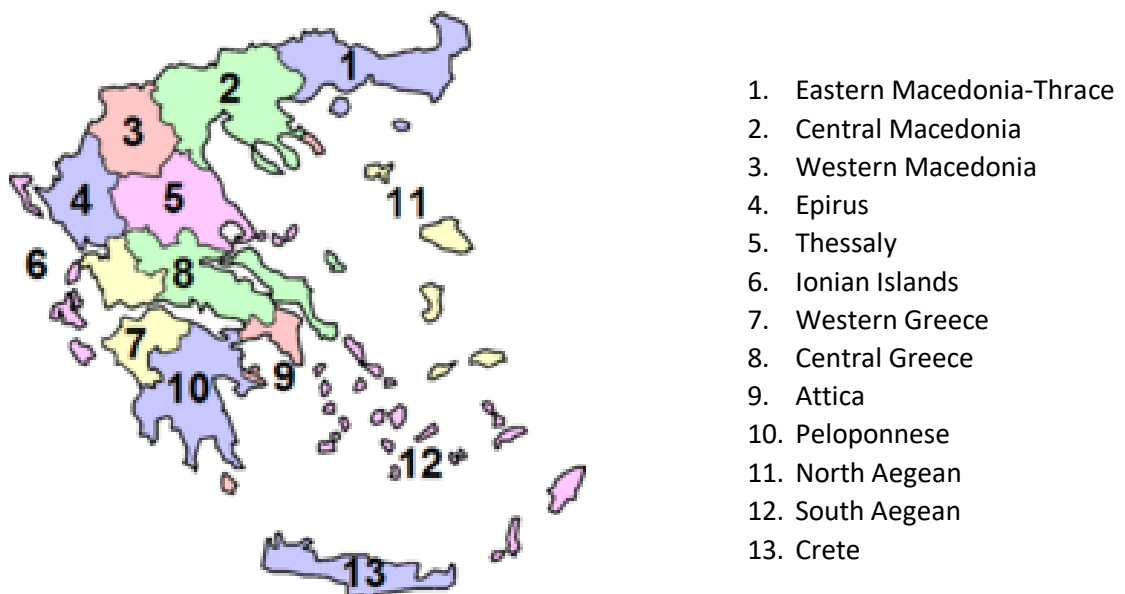 1
2
3
4
5
11
6
8
7
9
10
12
13
1. Eastern Macedonia-Thrace
2. Central Macedonia
3. Western Macedonia
4. Epirus
5. Thessaly
6. Ionian Islands
7. Western Greece
8. Central Greece
9. Attica
10. Peloponnese
11. North Aegean
12. South Aegean
13. Crete